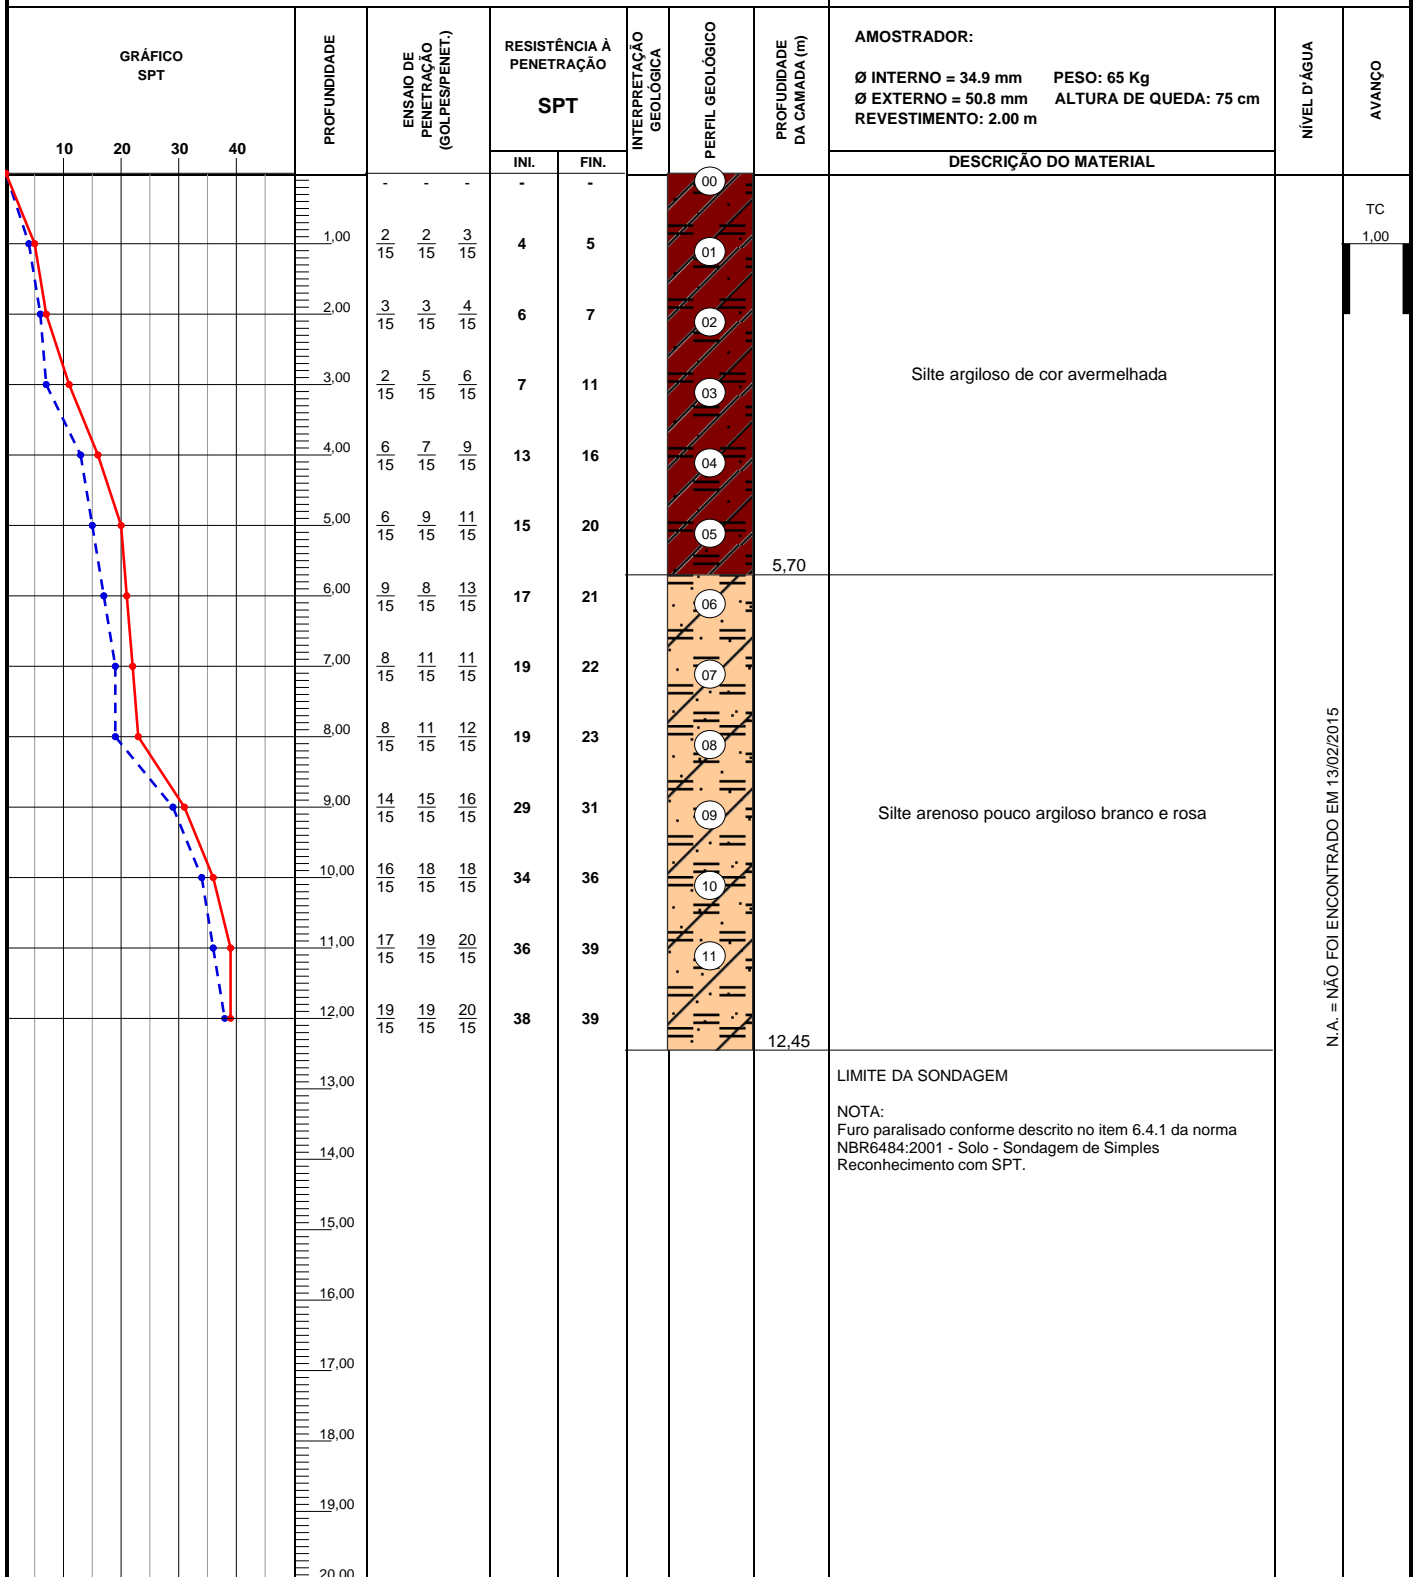 GRÁFICO
SPT
10 20 30 40
PROFUNDIDADE
ENSAIO DE
PENETRAÇÃO
(GOLPES/PENET.)
RESISTÊNCIA À
PENETRAÇÃO
SPT
INI. FIN.
INTERPRETAÇÃO
GEOLÓGICA
PERFIL GEOLÓGICO
PROFUDIDADE
DA CAMADA (m)
AMOSTRADOR:
Ø INTERNO = 34.9 mm PESO: 65 Kg
Ø EXTERNO = 50.8 mm ALTURA DE QUEDA: 75 cm
REVESTIMENTO: 2.00 m
DESCRIÇÃO DO MATERIAL
NÍVEL D'ÁGUA
AVANÇO
- - - - - 00
TC
1,00
1,00 2/15 2/15 3/15 4 5 01
2,00 3/15 3/15 4/15 6 7 02
3,00 2/15 5/15 6/15 7 11 03
Silte argiloso de cor avermelhada
4,00 6/15 7/15 9/15 13 16 04
5,00 6/15 9/15 11/15 15 20 05
5,70
6,00 9/15 8/15 13/15 17 21 06
7,00 8/15 11/15 11/15 19 22 07
8,00 8/15 11/15 12/15 19 23 08
9,00 14/15 15/15 16/15 29 31 09
Silte arenoso pouco argiloso branco e rosa
10,00 16/15 18/15 18/15 34 36 10
11,00 17/15 19/15 20/15 36 39 11
12,00 19/15 19/15 20/15 38 39
12,45
N.A. = NÃO FOI ENCONTRADO EM 13/02/2015
LIMITE DA SONDAGEM
NOTA:
Furo paralisado conforme descrito no item 6.4.1 da norma
NBR6484:2001 - Solo - Sondagem de Simples
Reconhecimento com SPT.
13,00
14,00
15,00
16,00
17,00
18,00
19,00
20,00